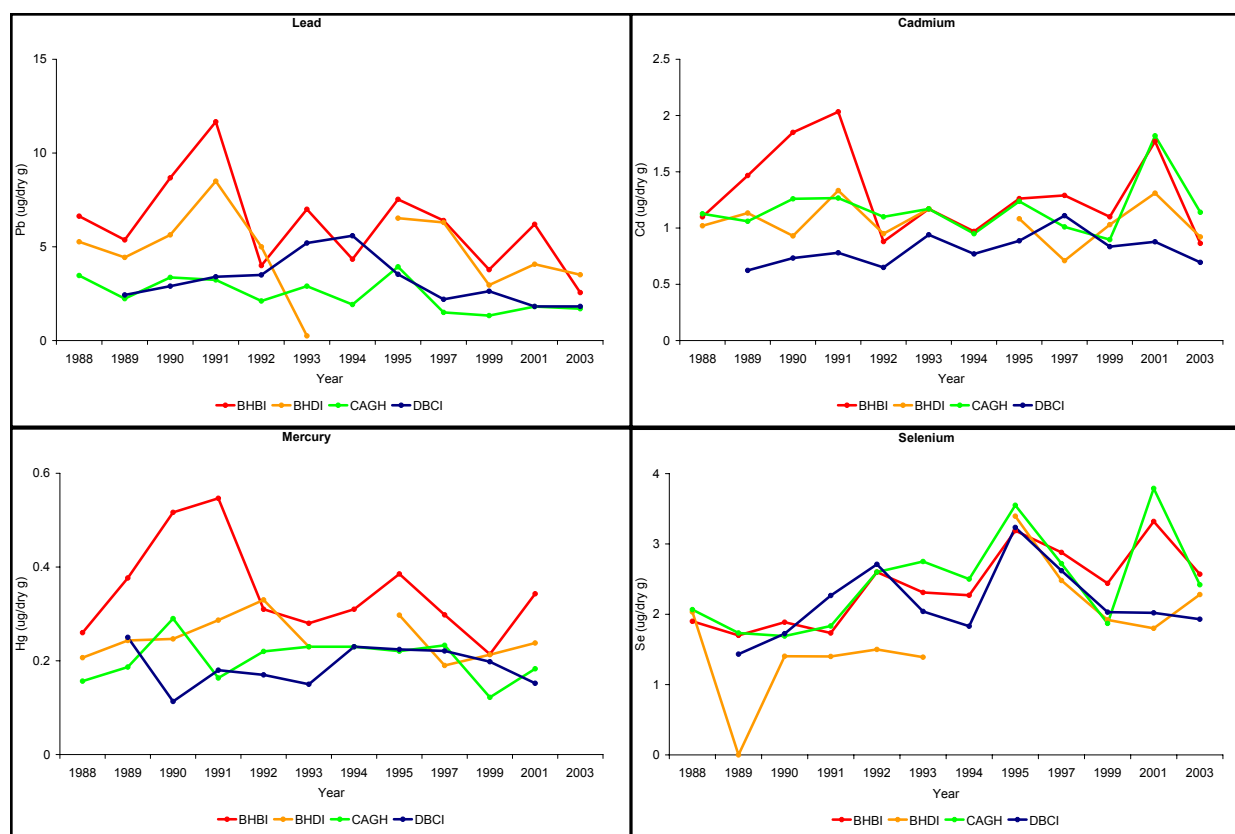 Lead
15
10
5
0
Pb (ug/dry g)
1988 1989 1990 1991 1992 1993 1994 1995 1997 1999 2001 2003
Year
BHBI BHDI CAGH DBCI
Cadmium
2.5
2
1.5
1
0.5
0
Cd (ug/dry g)
1988 1989 1990 1991 1992 1993 1994 1995 1997 1999 2001 2003
Year
BHBI BHDI CAGH DBCI
Mercury
0.6
0.4
0.2
0
Hg (ug/dry g)
1988 1989 1990 1991 1992 1993 1994 1995 1997 1999 2001 2003
Year
BHBI BHDI CAGH DBCI
Selenium
4
3
2
1
0
Se (ug/dry g)
1988 1989 1990 1991 1992 1993 1994 1995 1997 1999 2001 2003
Year
BHBI BHDI CAGH DBCI